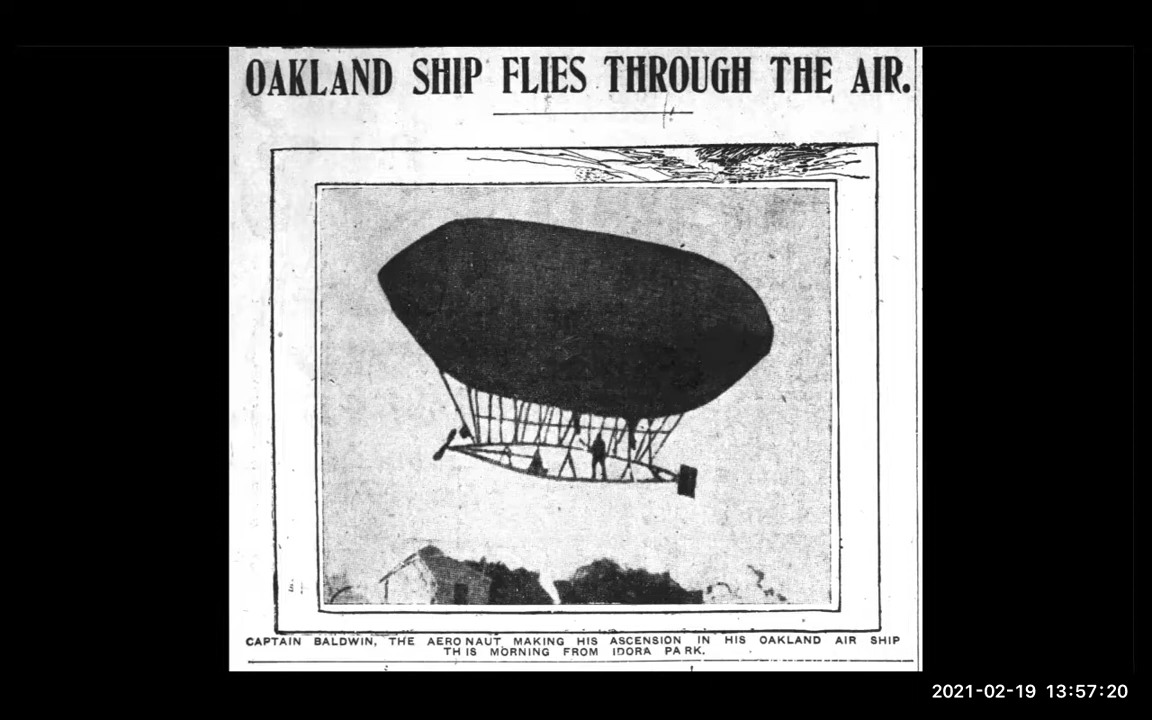 OAKLAND SHIP FLIES THROUGH THE AIR.
CAPTAIN BALDWIN, THE AERONAUT MAKING HIS ASCENSION IN HIS OAKLAND AIR SHIP
THIS MORNING FROM IDORA PARK.
2021-02-19 13:57:20